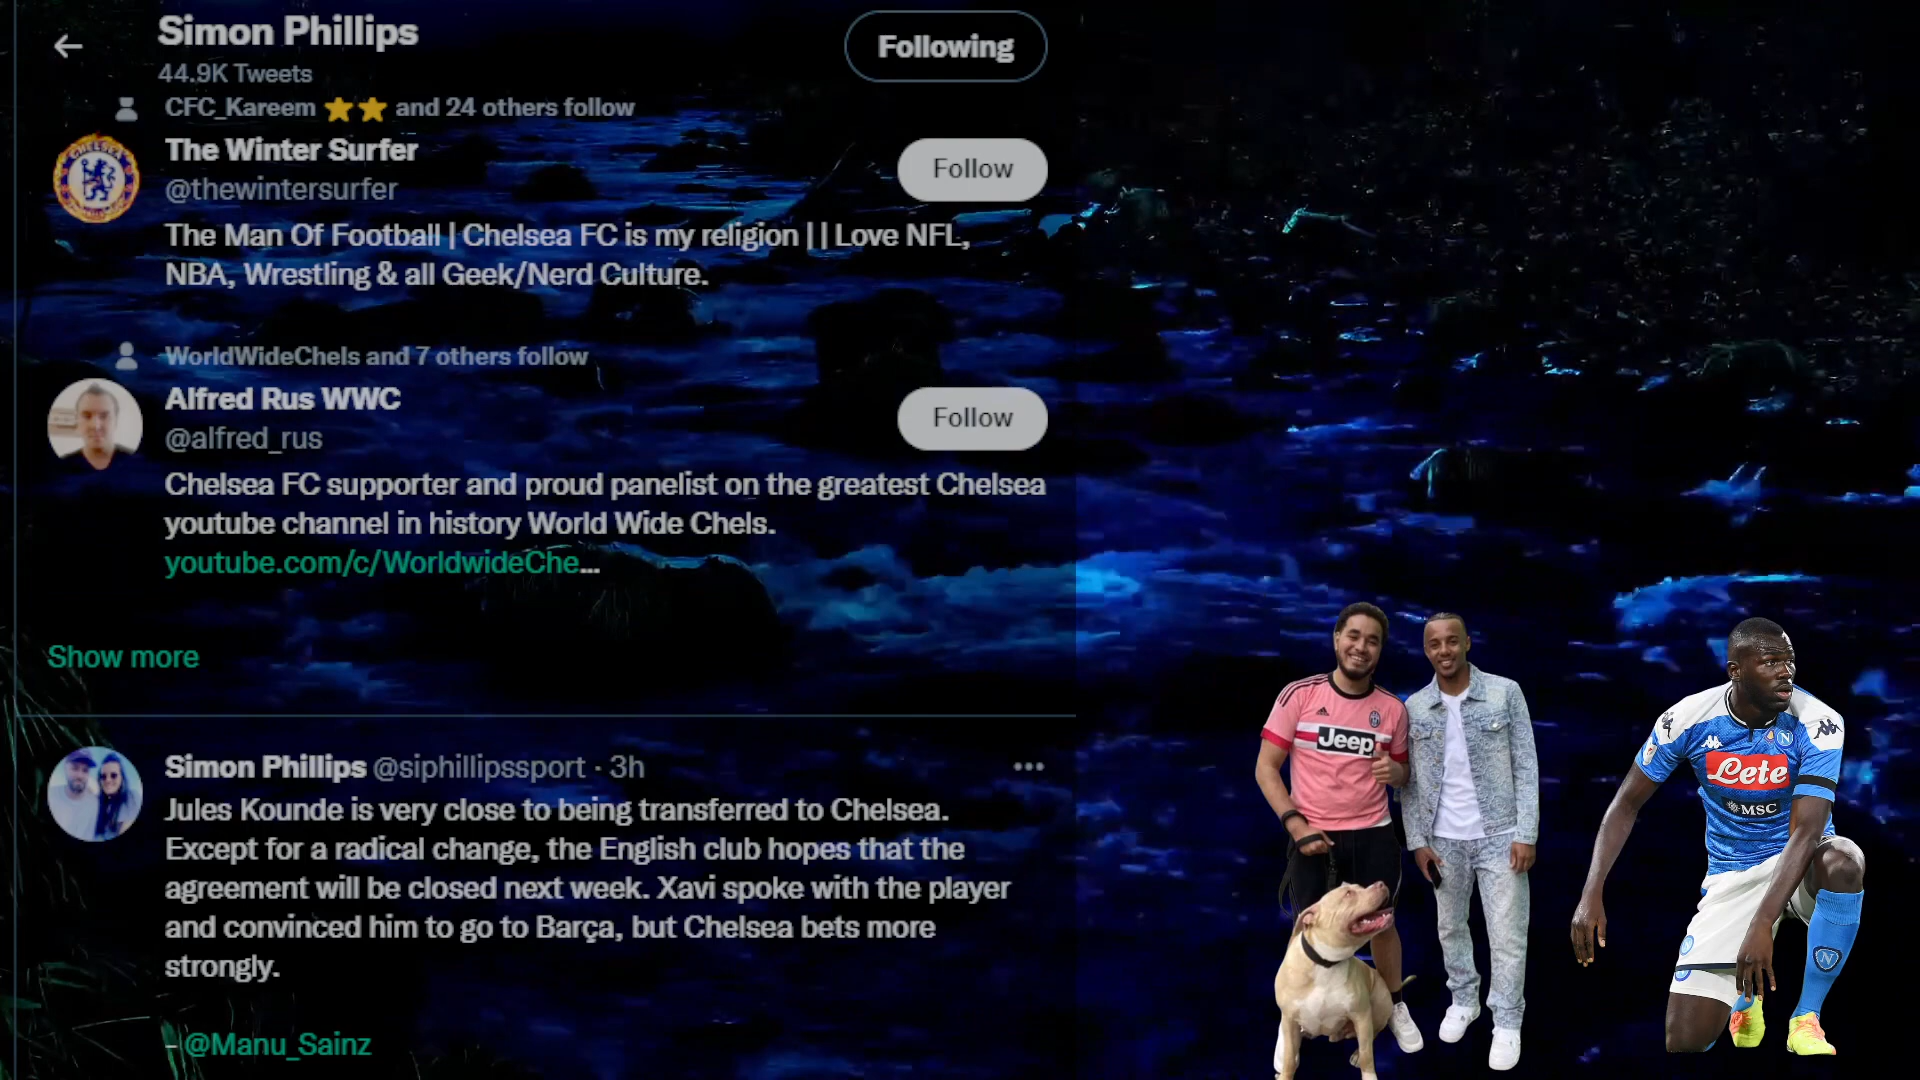 Simon Phillips
Following
44.9K Tweets
CFC_Kareem ⭐⭐ and 24 others follow
The Winter Surfer
Follow
@thewintersurfer
The Man Of Football | Chelsea FC is my religion | | Love NFL,
NBA, Wrestling & all Geek/Nerd Culture.
WorldWideChels and 7 others follow
Alfred Rus WWC
Follow
@alfred_rus
Chelsea FC supporter and proud panelist on the greatest Chelsea
youtube channel in history World Wide Chels.
youtube.com/c/WorldwideChe...
Show more
Simon Phillips @siphillipssport · 3h
Jules Kounde is very close to being transferred to Chelsea.
Except for a radical change, the English club hopes that the
agreement will be closed next week. Xavi spoke with the player
and convinced him to go to Barça, but Chelsea bets more
strongly.
- @Manu_Sainz
Jeep
Lete
MSC
N
N
CHELSEA